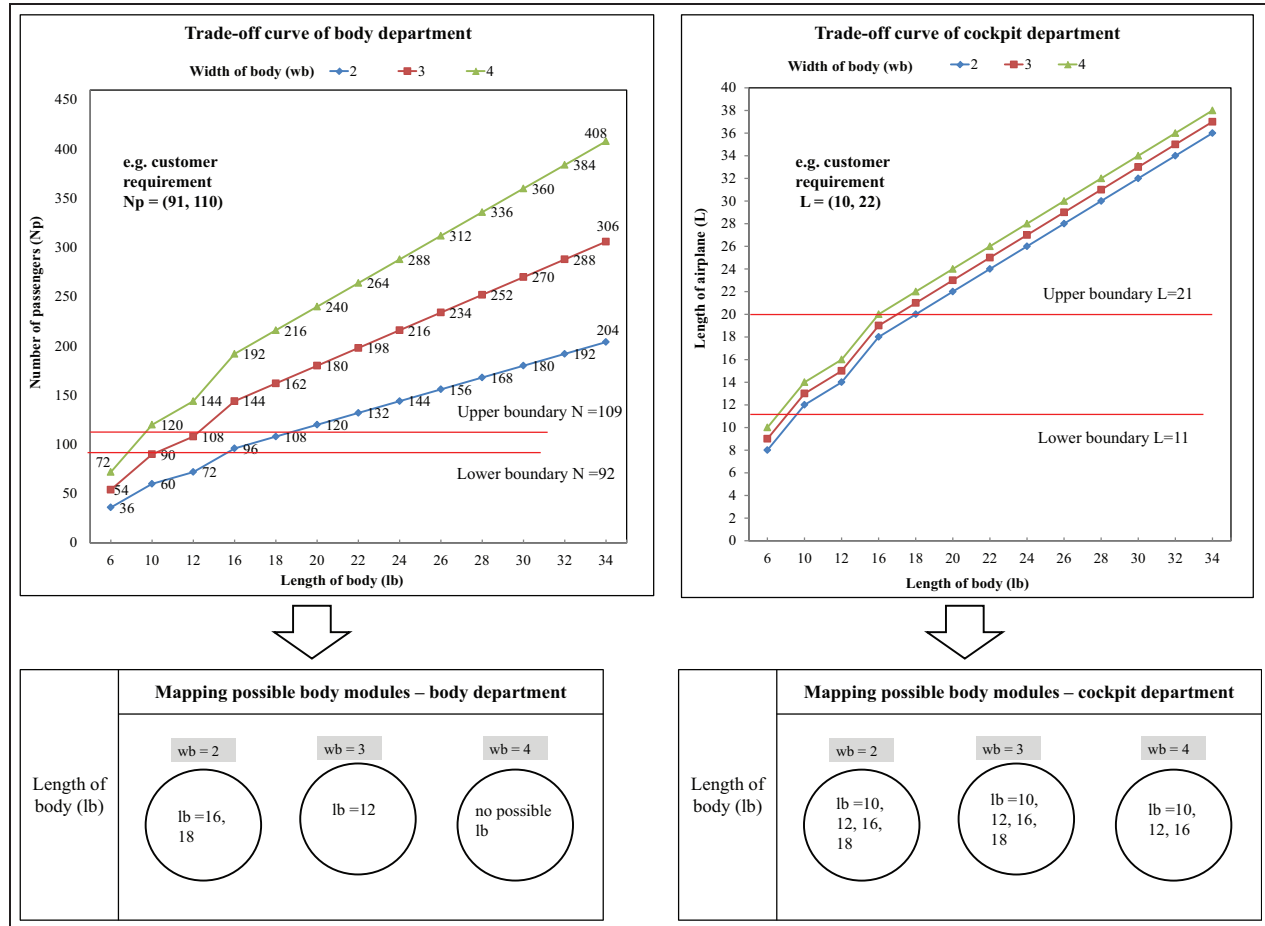 Trade-off curve of body department
Width of body (wb) 2 3 4
Number of passengers (Np)
450
400
350
300
250
200
150
100
50
0
e.g. customer
requirement
Np = (91, 110)
408
384
360
336
312
288
264
240
216
192
144
120
72
306
288
270
252
234
216
198
180
162
144
108
90
54
204
192
180
168
156
144
132
120
108
96
72
60
36
Upper boundary N =109
Lower boundary N =92
6 10 12 16 18 20 22 24 26 28 30 32 34
Length of body (lb)
Trade-off curve of cockpit department
Width of body (wb) 2 3 4
Length of airplane (L)
40
38
36
34
32
30
28
26
24
22
20
18
16
14
12
10
8
6
4
2
0
e.g. customer
requirement
L = (10, 22)
Upper boundary L=21
Lower boundary L=11
6 10 12 16 18 20 22 24 26 28 30 32 34
Length of body (lb)
Length of
body (lb)
Mapping possible body modules – body department
wb = 2 wb = 3 wb = 4
lb =16,
18
lb =12
no possible
lb
Length of
body (lb)
Mapping possible body modules – cockpit department
wb = 2 wb = 3 wb = 4
lb =10,
12, 16,
18
lb =10,
12, 16,
18
lb =10,
12, 16